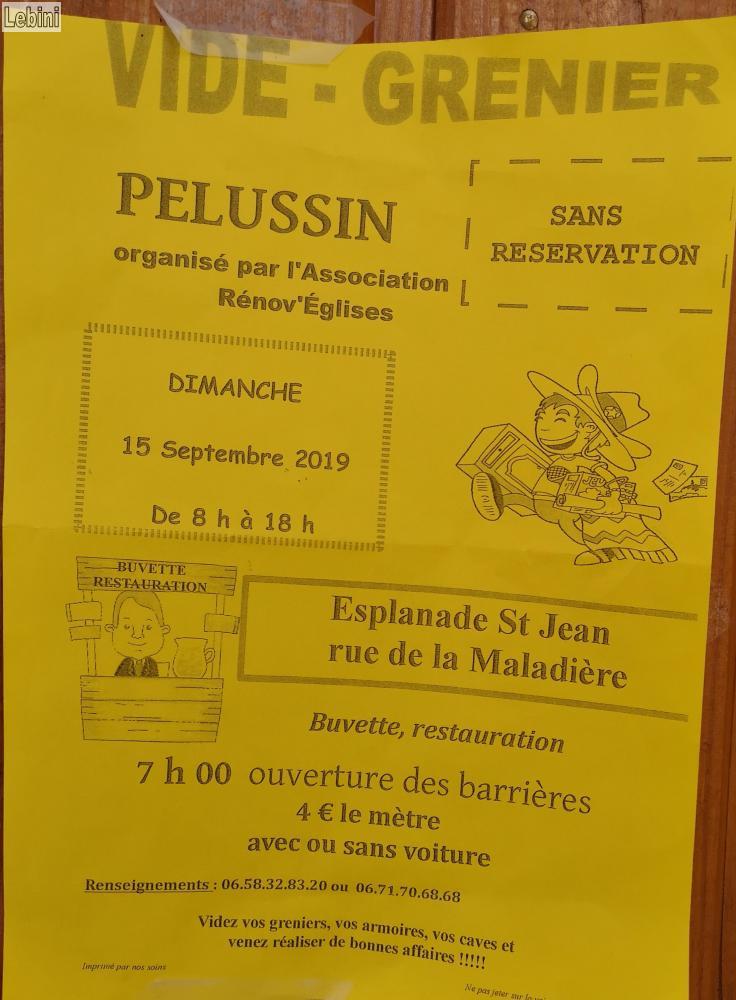 Lebini
VIDE - GRENIER
PELUSSIN
SANS
RESERVATION
organisé par l'Association
Rénov'Églises
DIMANCHE
15 Septembre 2019
De 8 h à 18 h
BUVETTE
RESTAURATION
Esplanade St Jean
rue de la Maladière
Buvette, restauration
7 h 00 ouverture des barrières
4 € le mètre
avec ou sans voiture
Renseignements : 06.58.32.83.20 ou 06.71.70.68.68
Videz vos greniers, vos armoires, vos caves et
venez réaliser de bonnes affaires !!!!!
Imprimé par nos soins
Ne pas jeter sur la